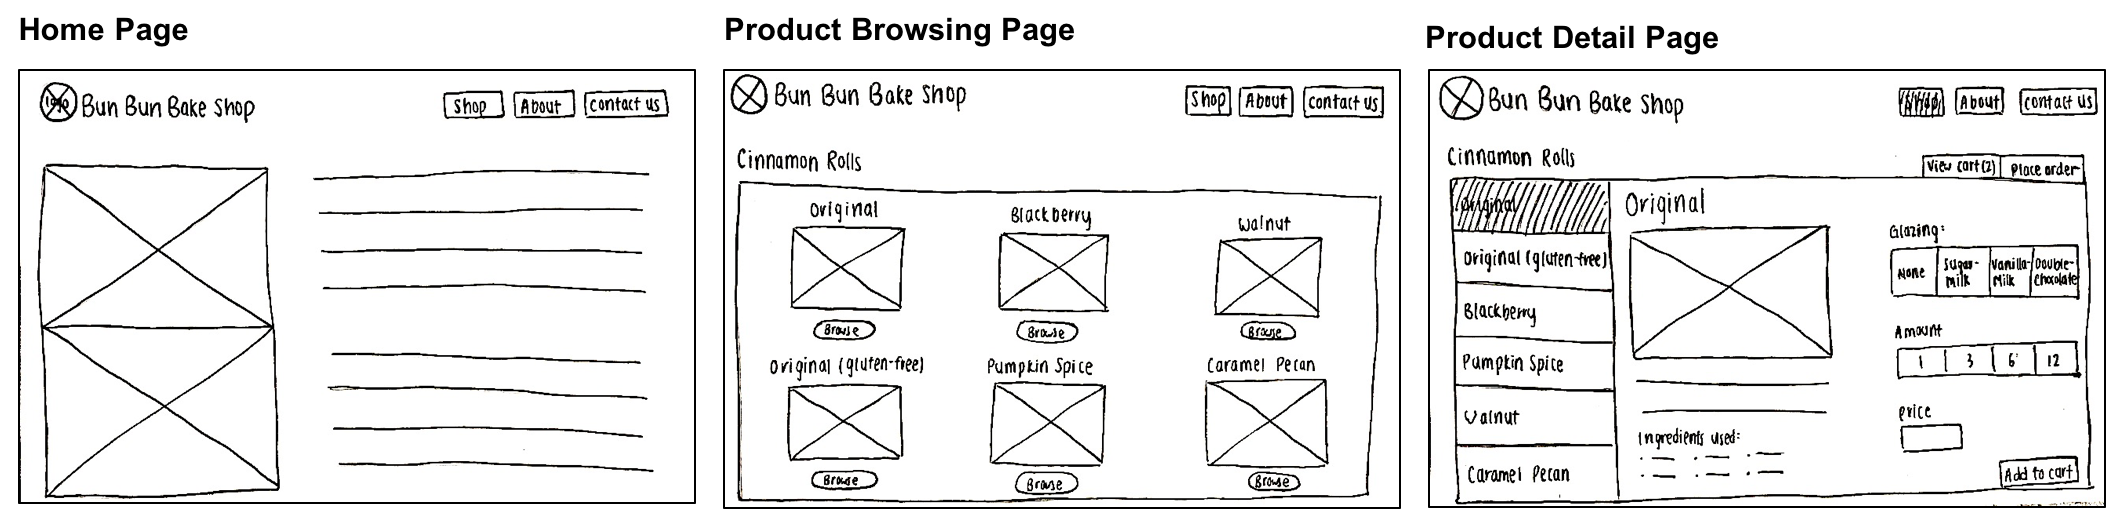 Home Page
logo Bun Bun Bake Shop
Shop
About
contact us
Product Browsing Page
Bun Bun Bake Shop
Shop
About
contact us
Cinnamon Rolls
Original
Blackberry
Walnut
Browse
Browse
Browse
Original (gluten-free)
Pumpkin Spice
Caramel Pecan
Browse
Browse
Browse
Product Detail Page
Bun Bun Bake Shop
Shop
About
contact us
Cinnamon Rolls
View cart(2)
Place order
Original
Original (gluten-free)
Blackberry
Pumpkin Spice
Walnut
Caramel Pecan
Original
Ingredients used:
Glazing:
None
Sugar-
Milk
Vanilla-
Milk
Double-
Chocolate
Amount
1 3 6 12
price
Add to cart